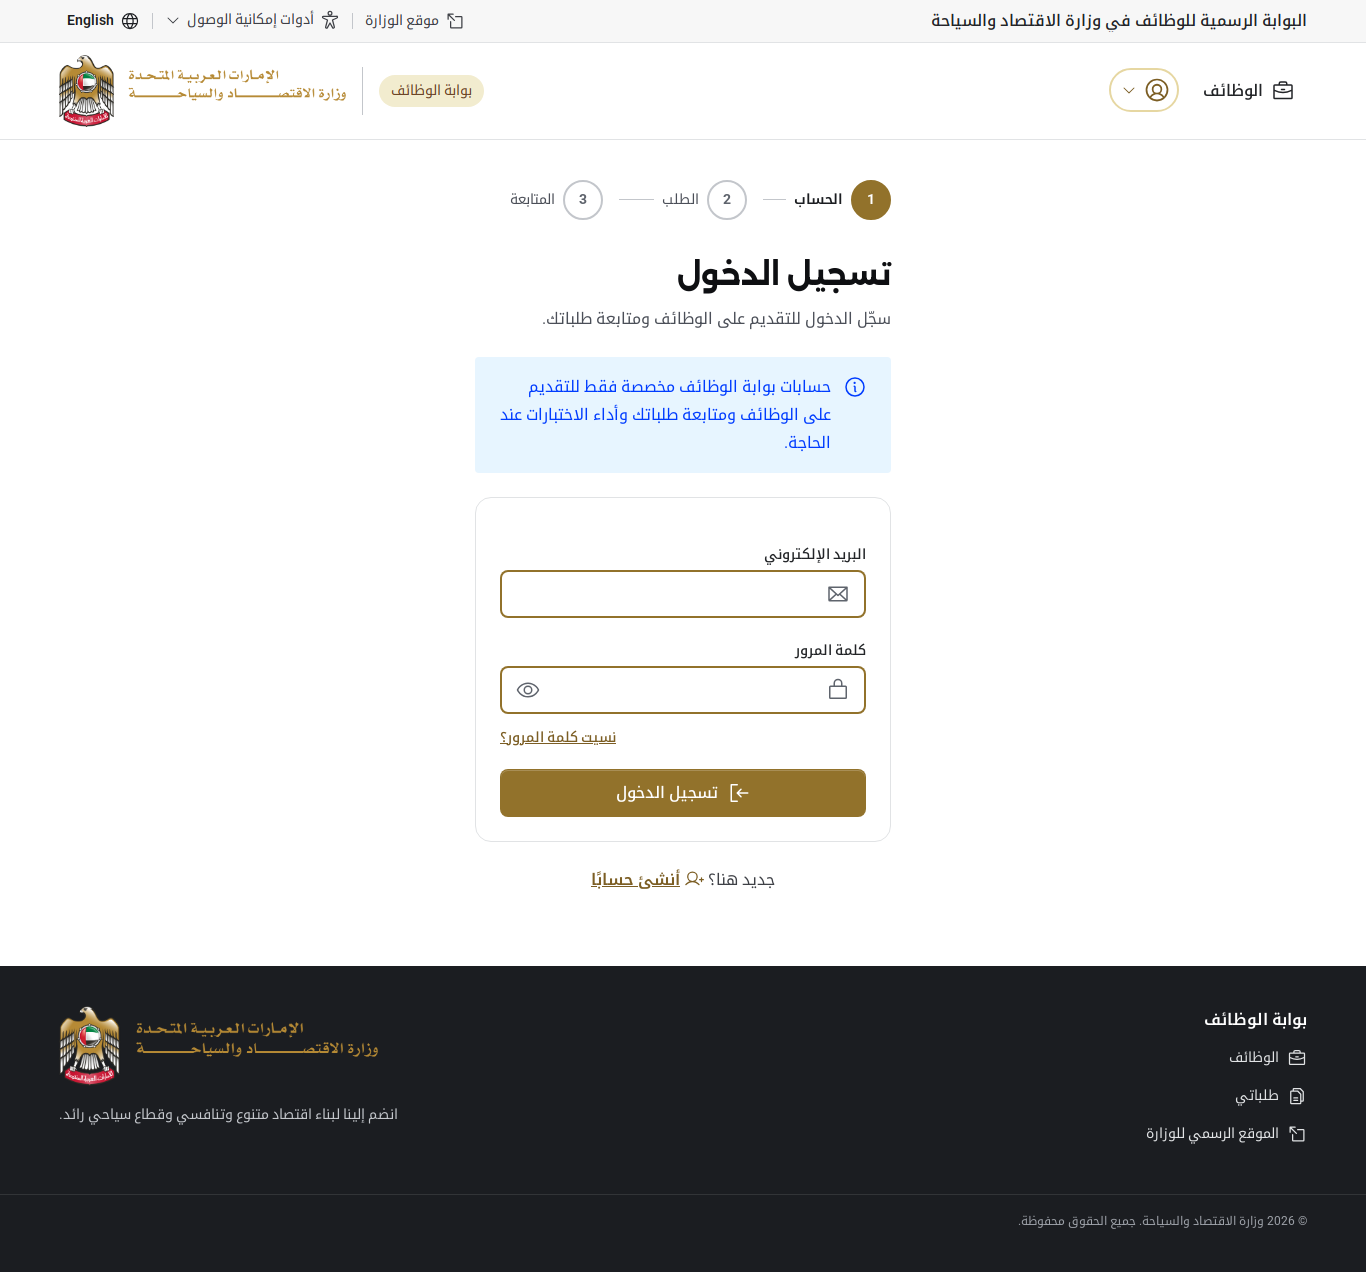 البوابة الرسمية للوظائف في وزارة الاقتصاد والسياحة
موقع الوزارة
أدوات إمكانية الوصول
English
الوظائف
بوابة الوظائف
الإمارات العربية المتحدة
وزارة الاقتصاد والسياحة
1 الحساب
2 الطلب
3 المتابعة
تسجيل الدخول
سجّل الدخول للتقديم على الوظائف ومتابعة طلباتك.
حسابات بوابة الوظائف مخصصة فقط للتقديم
على الوظائف ومتابعة طلباتك وأداء الاختبارات عند
الحاجة.
البريد الإلكتروني
كلمة المرور
نسيت كلمة المرور؟
تسجيل الدخول
جديد هنا؟ أنشئ حسابًا
بوابة الوظائف
الوظائف
طلباتي
الموقع الرسمي للوزارة
الإمارات العربية المتحدة
وزارة الاقتصاد والسياحة
انضم إلينا لبناء اقتصاد متنوع وتنافسي وقطاع سياحي رائد.
© 2026 وزارة الاقتصاد والسياحة. جميع الحقوق محفوظة.